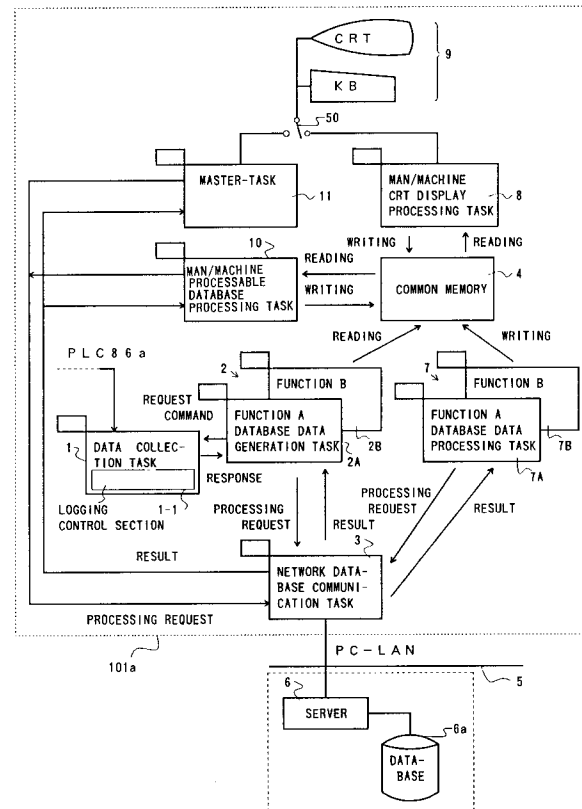 CRT
9
KB
50
MASTER-TASK
11
MAN/MACHINE
CRT DISPLAY
PROCESSING TASK
8
WRITING
READING
10
MAN/MACHINE
PROCESSABLE
DATABASE
PROCESSING TASK
READING
WRITING
4
COMMON MEMORY
READING
WRITING
PLC86a
2
FUNCTION B
7
FUNCTION B
REQUEST
COMMAND
FUNCTION A
DATABASE DATA
GENERATION TASK
2B
2A
FUNCTION A
DATABASE DATA
PROCESSING TASK
7B
7A
1
DATA COLLEC-
TION TASK
RESPONSE
LOGGING
CONTROL SECTION
1-1
PROCESSING
REQUEST
RESULT
PROCESSING
REQUEST
RESULT
RESULT
3
NETWORK DATA-
BASE COMMUNI-
CATION TASK
PROCESSING REQUEST
101a
PC-LAN
5
6
SERVER
6a
DATA-
BASE